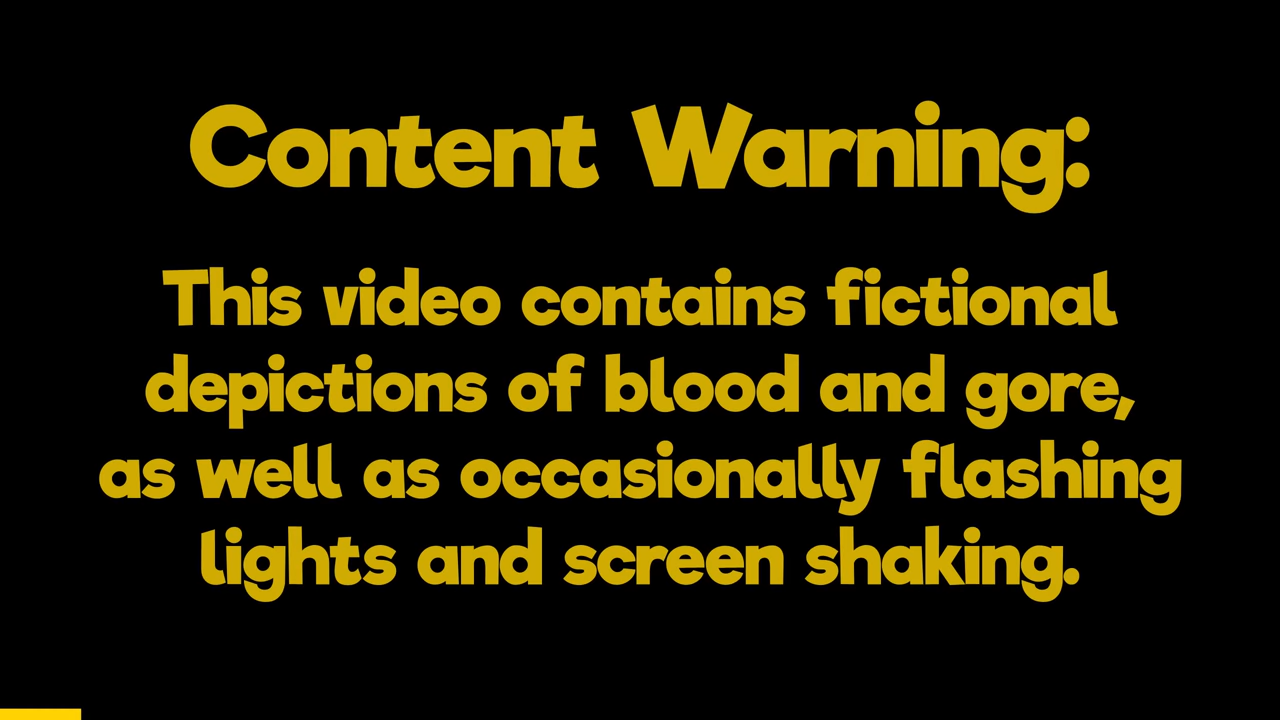 Content Warning:
This video contains fictional
depictions of blood and gore,
as well as occasionally flashing
lights and screen shaking.